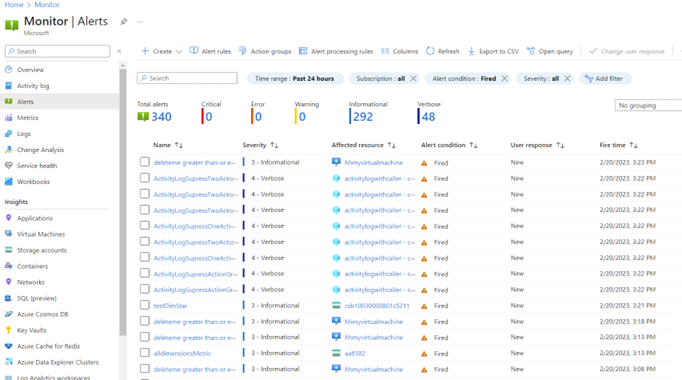 Home > Monitor
Monitor | Alerts
Microsoft
Search
Overview
Activity log
Alerts
Metrics
Logs
Change Analysis
Service health
Workbooks
Insights
Applications
Virtual Machines
Storage accounts
Containers
Networks
SQL (preview)
Azure Cosmos DB
Key Vaults
Azure Cache for Redis
Azure Data Explorer Clusters
Log Analytics workspaces
Create Alert rules Action groups Alert processing rules Columns Refresh Export to CSV Open query Change user response
Search Time range : Past 24 hours Subscription : all Alert condition : Fired Severity : all Add filter
Total alerts Critical Error Warning Informational Verbose
340 0 0 0 292 48
No grouping
Name Severity Affected resource Alert condition User response Fire time
deleteme greater than or e... 3 - Informational hhmyvirtualmachine Fired New 2/20/2023, 3:23 PM
ActivityLogSupressTwoActio... 4 - Verbose activitylogwithcaller - c... Fired New 2/20/2023, 3:22 PM
ActivityLogSupressTwoActio... 4 - Verbose activitylogwithcaller - c... Fired New 2/20/2023, 3:22 PM
ActivityLogSupressTwoActio... 4 - Verbose activitylogwithcaller - c... Fired New 2/20/2023, 3:22 PM
ActivityLogSupressOneActi... 4 - Verbose activitylogwithcaller - c... Fired New 2/20/2023, 3:22 PM
ActivityLogSupressTwoActio... 4 - Verbose activitylogwithcaller - c... Fired New 2/20/2023, 3:22 PM
ActivityLogSupressOneActi... 4 - Verbose activitylogwithcaller - c... Fired New 2/20/2023, 3:22 PM
ActivityLogSupressActionGr... 4 - Verbose activitylogwithcaller - c... Fired New 2/20/2023, 3:22 PM
ActivityLogSupressActionGr... 4 - Verbose activitylogwithcaller - c... Fired New 2/20/2023, 3:22 PM
testDimStar 3 - Informational csb10030000801c5211 Fired New 2/20/2023, 3:21 PM
deleteme greater than or e... 3 - Informational hhmyvirtualmachine Fired New 2/20/2023, 3:18 PM
deleteme greater than or e... 3 - Informational hhmyvirtualmachine Fired New 2/20/2023, 3:13 PM
alldimensionsMetric 3 - Informational aa8582 Fired New 2/20/2023, 3:13 PM
deleteme greater than or e... 3 - Informational hhmyvirtualmachine Fired New 2/20/2023, 3:08 PM